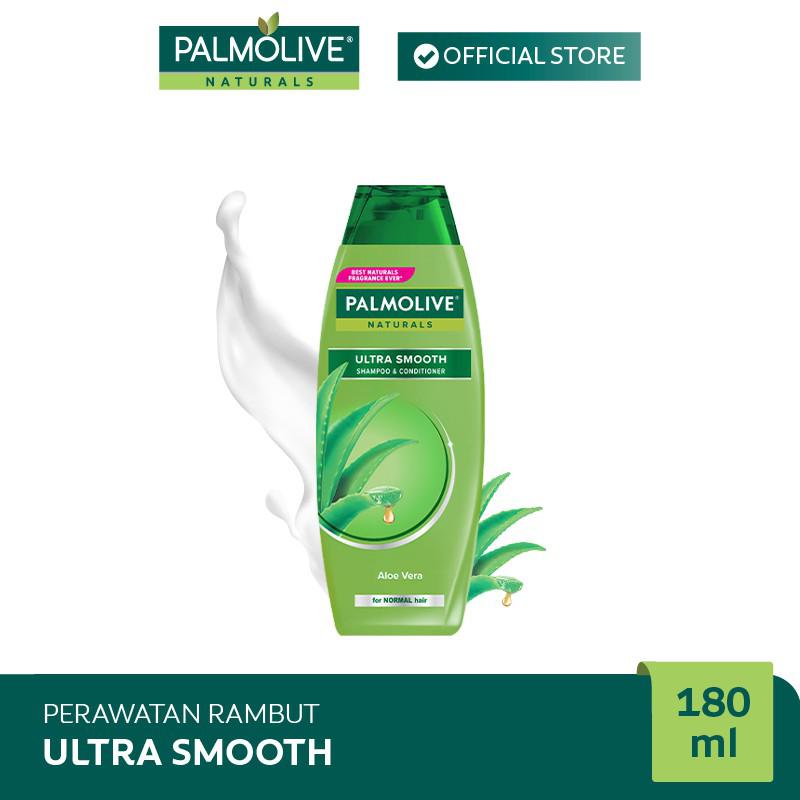 PALMOLIVE®
NATURALS
OFFICIAL STORE
BEST NATURALS
FRAGRANCE EVER*
PALMOLIVE®
NATURALS
ULTRA SMOOTH
SHAMPOO & CONDITIONER
Aloe Vera
for NORMAL hair
PERAWATAN RAMBUT
ULTRA SMOOTH
180
ml